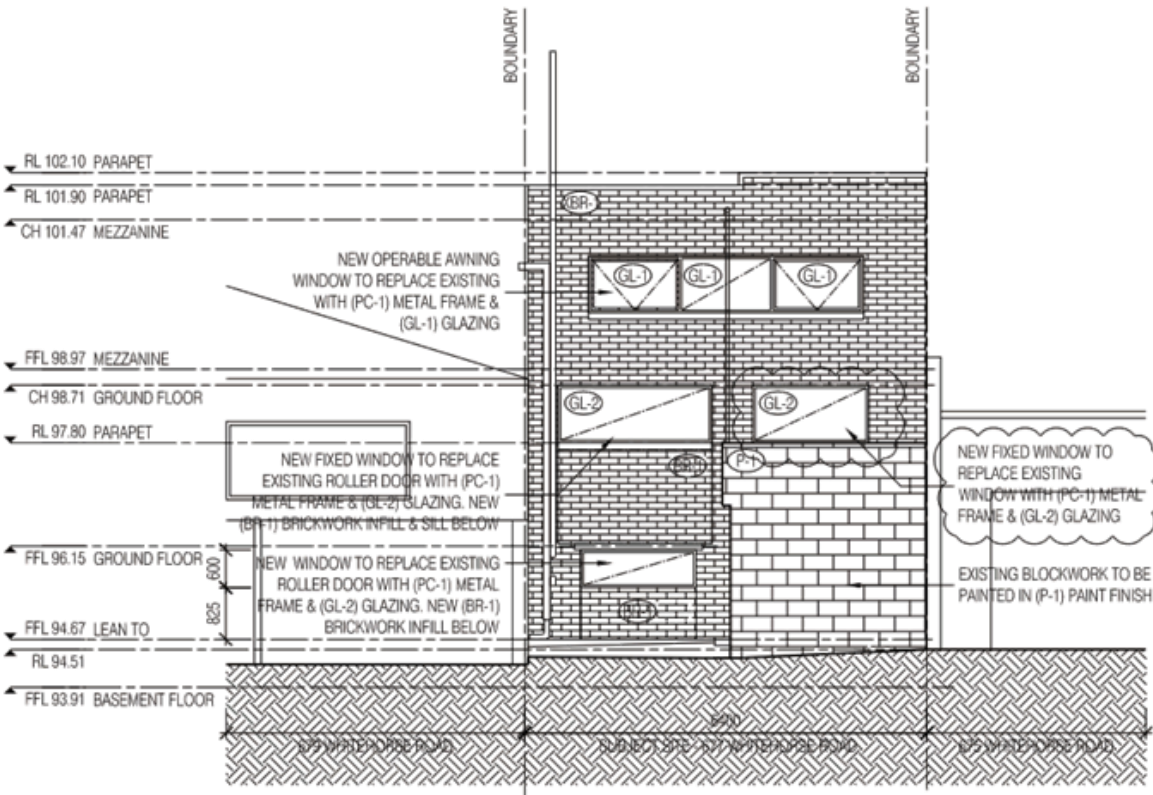 BOUNDARY
BOUNDARY
RL 102.10 PARAPET
RL 101.90 PARAPET
CH 101.47 MEZZANINE
FFL 98.97 MEZZANINE
CH 98.71 GROUND FLOOR
RL 97.80 PARAPET
FFL 96.15 GROUND FLOOR
600
825
FFL 94.67 LEAN TO
RL 94.51
FFL 93.91 BASEMENT FLOOR
NEW OPERABLE AWNING
WINDOW TO REPLACE EXISTING
WITH (PC-1) METAL FRAME &
(GL-1) GLAZING
NEW FIXED WINDOW TO REPLACE
EXISTING ROLLER DOOR WITH (PC-1)
METAL FRAME & (GL-2) GLAZING. NEW
(BR-1) BRICKWORK INFILL & SILL BELOW
NEW WINDOW TO REPLACE EXISTING
ROLLER DOOR WITH (PC-1) METAL
FRAME & (GL-2) GLAZING. NEW (BR-1)
BRICKWORK INFILL BELOW
BR-
GL-1
GL-1
GL-1
GL-2
GL-2
BR-1
P-1
BR-1
NEW FIXED WINDOW TO
REPLACE EXISTING
WINDOW WITH (PC-1) METAL
FRAME & (GL-2) GLAZING
EXISTING BLOCKWORK TO BE
PAINTED IN (P-1) PAINT FINISH
6400
679 WHITEHORSE ROAD
SUBJECT SITE - 677 WHITEHORSE ROAD
675 WHITEHORSE ROAD